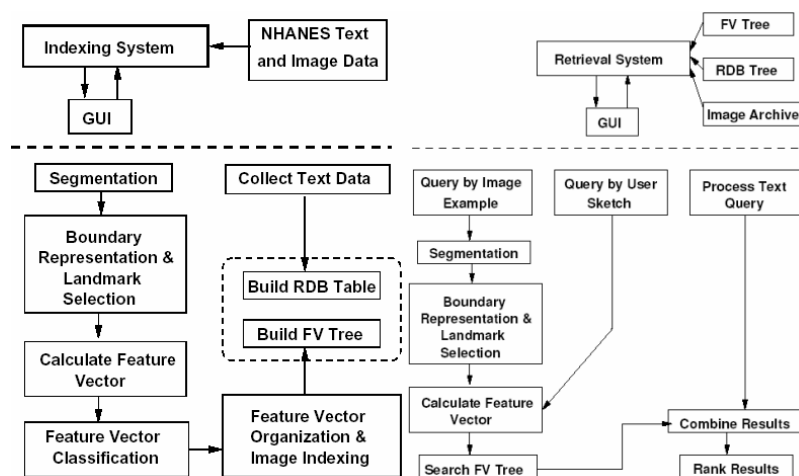 Indexing System
NHANES Text
and Image Data
GUI
Segmentation
Collect Text Data
Boundary
Representation &
Landmark
Selection
Build RDB Table
Build FV Tree
Calculate Feature
Vector
Feature Vector
Classification
Feature Vector
Organization &
Image Indexing
FV Tree
Retrieval System
RDB Tree
GUI
Image Archive
Query by Image
Example
Query by User
Sketch
Process Text
Query
Segmentation
Boundary
Representation &
Landmark
Selection
Calculate Feature
Vector
Combine Results
Search FV Tree
Rank Results